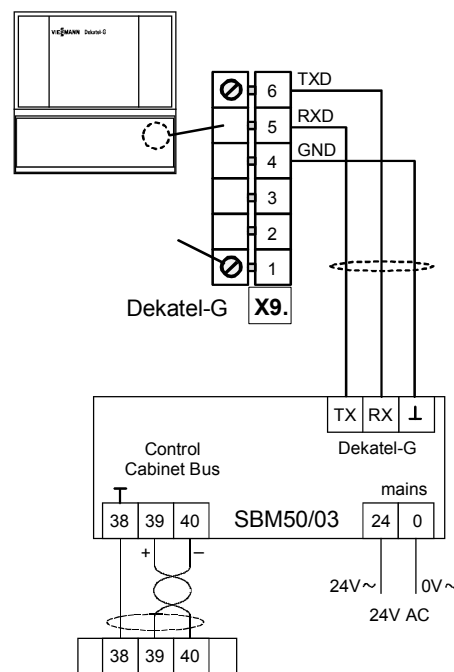 VIESMANN Dekatel-G
6 TXD
5 RXD
4 GND
3
2
1
Dekatel-G X9.
TX RX ⊥
Dekatel-G
Control
Cabinet Bus
mains
38 39 40 SBM50/03 24 0
+ –
24V~ 0V~
24V AC
38 39 40